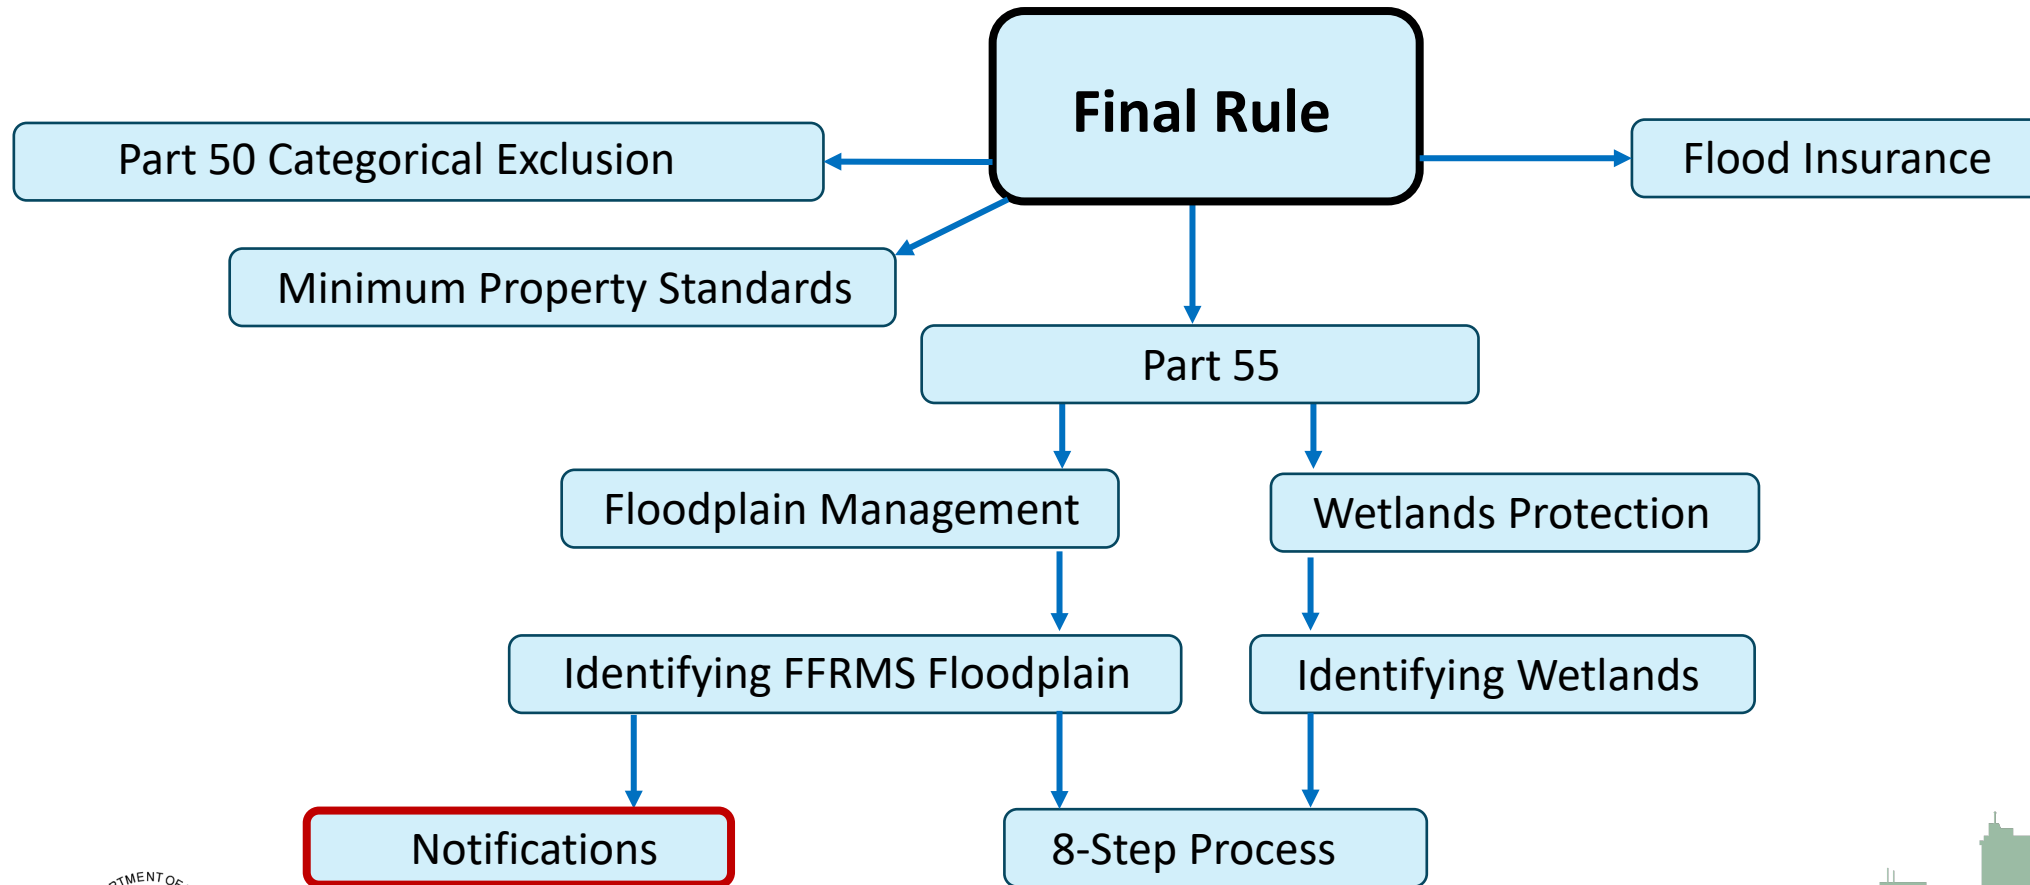 Final Rule
Part 50 Categorical Exclusion
Flood Insurance
Minimum Property Standards
Part 55
Floodplain Management
Wetlands Protection
Identifying FFRMS Floodplain
Identifying Wetlands
Notifications
8-Step Process